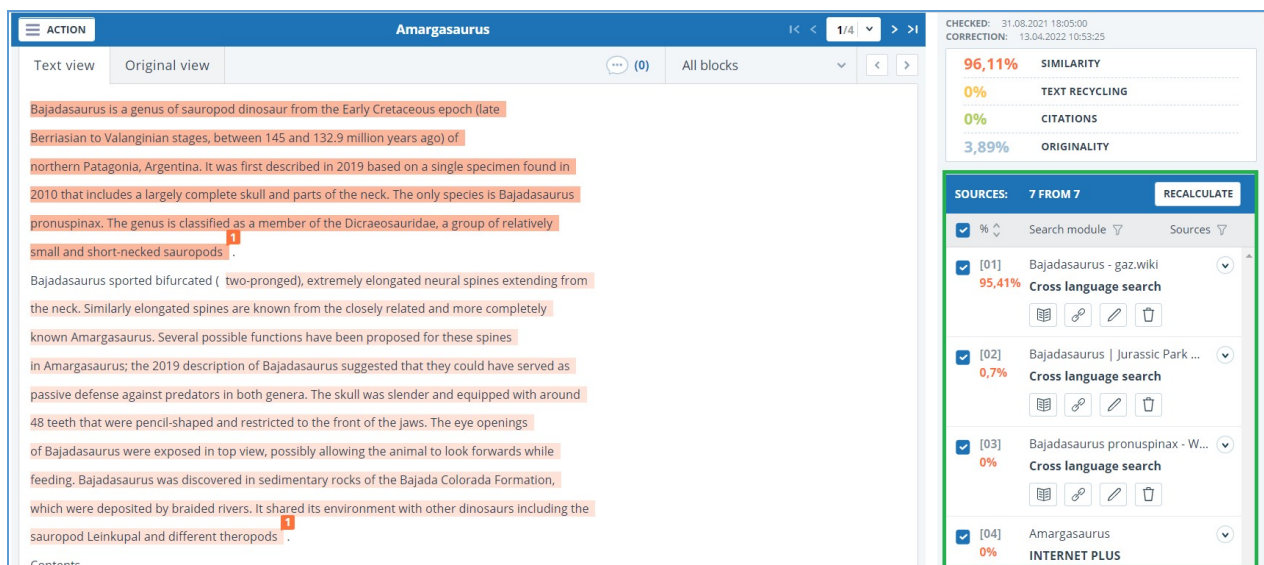 ACTION
Amargasaurus
1/4
Text view
Original view
(0)
All blocks
Bajadasaurus is a genus of sauropod dinosaur from the Early Cretaceous epoch (late
Berriasian to Valanginian stages, between 145 and 132.9 million years ago) of
northern Patagonia, Argentina. It was first described in 2019 based on a single specimen found in
2010 that includes a largely complete skull and parts of the neck. The only species is Bajadasaurus
pronuspinax. The genus is classified as a member of the Dicraeosauridae, a group of relatively
1
small and short-necked sauropods .
Bajadasaurus sported bifurcated ( two-pronged), extremely elongated neural spines extending from
the neck. Similarly elongated spines are known from the closely related and more completely
known Amargasaurus. Several possible functions have been proposed for these spines
in Amargasaurus; the 2019 description of Bajadasaurus suggested that they could have served as
passive defense against predators in both genera. The skull was slender and equipped with around
48 teeth that were pencil-shaped and restricted to the front of the jaws. The eye openings
of Bajadasaurus were exposed in top view, possibly allowing the animal to look forwards while
feeding. Bajadasaurus was discovered in sedimentary rocks of the Bajada Colorada Formation,
which were deposited by braided rivers. It shared its environment with other dinosaurs including the
1
sauropod Leinkupal and different theropods .
Contents
CHECKED: 31.08.2021 18:05:00
CORRECTION: 13.04.2022 10:53:25
96,11% SIMILARITY
0% TEXT RECYCLING
0% CITATIONS
3,89% ORIGINALITY
SOURCES: 7 FROM 7 RECALCULATE
% Search module Sources
[01] Bajadasaurus - gaz.wiki
95,41% Cross language search
[02] Bajadasaurus | Jurassic Park ...
0,7% Cross language search
[03] Bajadasaurus pronuspinax - W...
0% Cross language search
[04] Amargasaurus
0% INTERNET PLUS